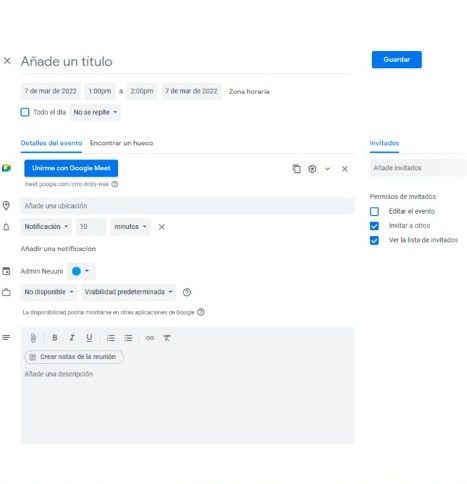 Añade un título
Guardar
7 de mar de 2022 1:00pm a 2:00pm 7 de mar de 2022 Zona horaria
Todo el día No se repite
Detalles del evento Encontrar un hueco
Invitados
Unirme con Google Meet
Añade invitados
meet.google.com/cmc-bnby-wae
Permisos de invitados
Añade una ubicación
Editar el evento
Notificación 10 minutos
Invitar a otros
Ver la lista de invitados
Añadir una notificación
Admin Neuuni
No disponible Visibilidad predeterminada
La disponibilidad podría mostrarse en otras aplicaciones de Google
B I U
Crear notas de la reunión
Añade una descripción